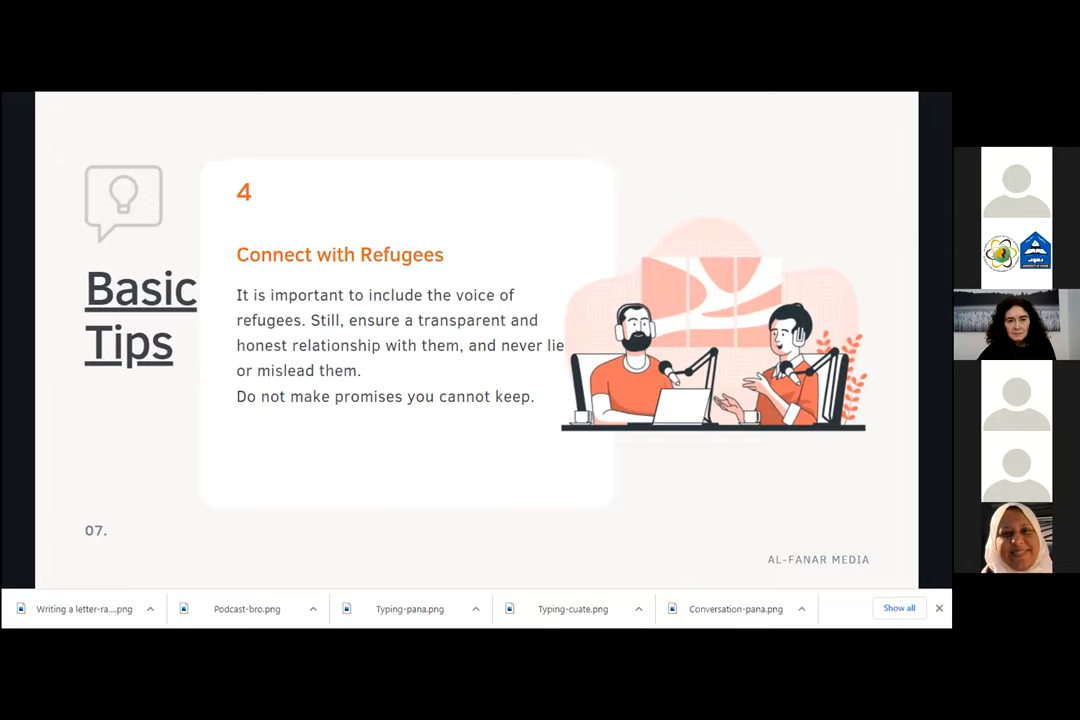 4
Connect with Refugees
It is important to include the voice of
refugees. Still, ensure a transparent and
honest relationship with them, and never lie
or mislead them.
Do not make promises you cannot keep.
Basic
Tips
07.
AL-FANAR MEDIA
Writing a letter-ra....png
Podcast-bro.png
Typing-pana.png
Typing-cuate.png
Conversation-pana.png
Show all